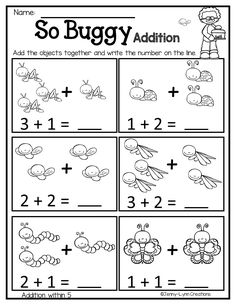 Name:
So Buggy Addition
Add the objects together and write the number on the line.
+
+
3 + 1 = ___
1 + 2 = ___
+
+
2 + 2 = ___
3 + 2 = ___
+
+
2 + 1 = ___
1 + 1 = ___
Addition within 5
©Jenny-Lynn Creations